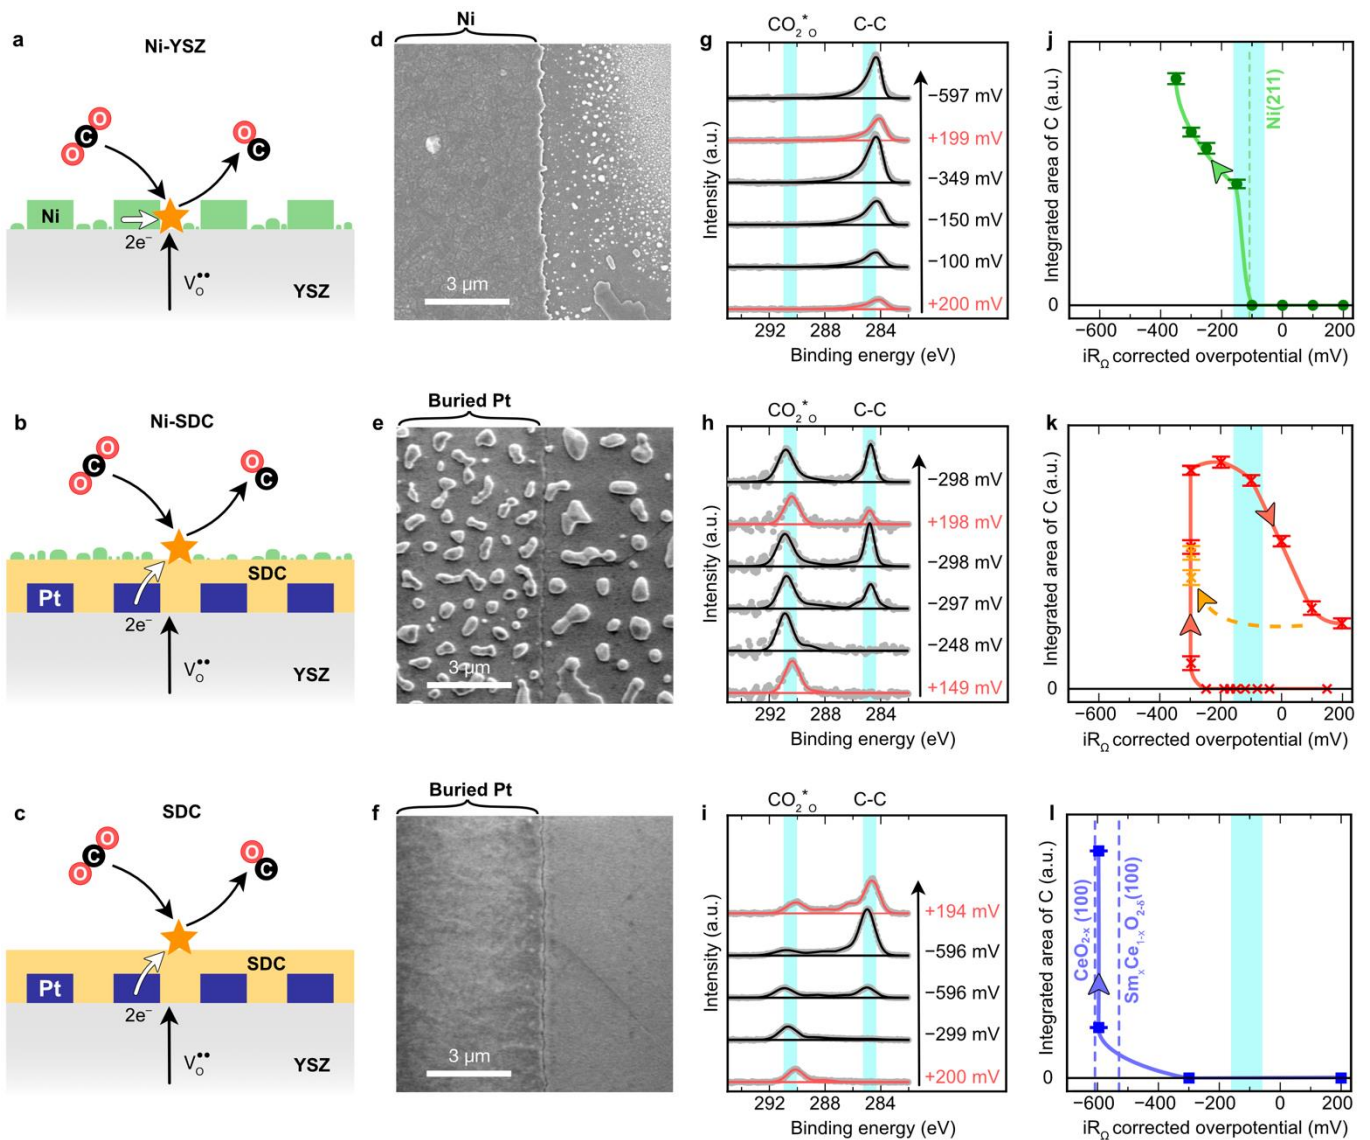 a
Ni-YSZ
O
C
O
O
C
Ni
2e⁻
V_O^••
YSZ
d
Ni
3 μm
g
CO₂*_O
C-C
−597 mV
+199 mV
−349 mV
−150 mV
−100 mV
+200 mV
Intensity (a.u.)
292
288
284
Binding energy (eV)
j
Ni(211)
Integrated area of C (a.u.)
0
−600
−400
−200
0
200
iR_Ω corrected overpotential (mV)
b
Ni-SDC
O
C
O
O
C
SDC
Pt
2e⁻
V_O^••
YSZ
e
Buried Pt
3 μm
h
CO₂*_O
C-C
−298 mV
+198 mV
−298 mV
−297 mV
−248 mV
+149 mV
Intensity (a.u.)
292
288
284
Binding energy (eV)
k
Integrated area of C (a.u.)
0
−600
−400
−200
0
200
iR_Ω corrected overpotential (mV)
c
SDC
O
C
O
O
C
SDC
Pt
2e⁻
V_O^••
YSZ
f
Buried Pt
3 μm
i
CO₂*_O
C-C
+194 mV
−596 mV
−596 mV
−299 mV
+200 mV
Intensity (a.u.)
292
288
284
Binding energy (eV)
l
CeO₂₋ₓ (100)
SmₓCe₁₋ₓO_2-δ(100)
Integrated area of C (a.u.)
0
−600
−400
−200
0
200
iR_Ω corrected overpotential (mV)